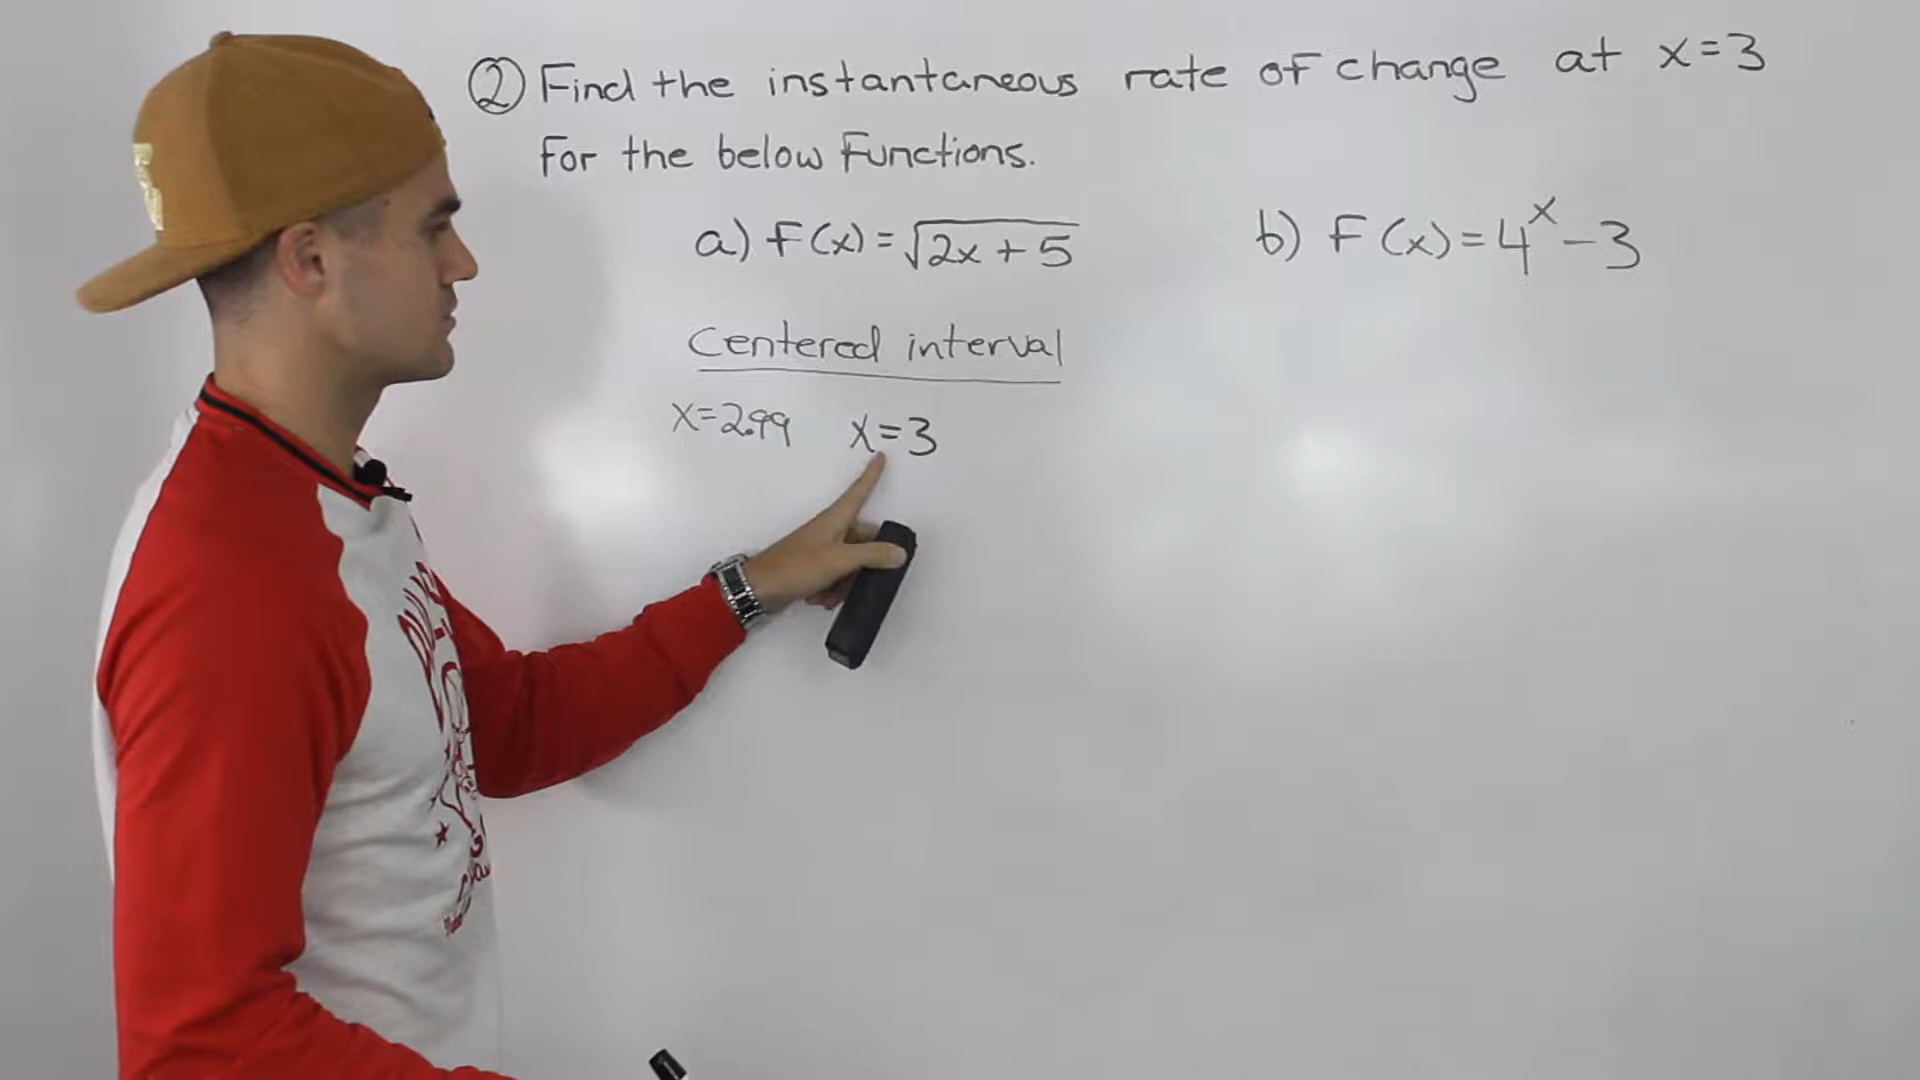 ② Find the instantaneous rate of change at x=3
for the below functions.
a) f(x) = √2x + 5
b) f(x) = 4^x - 3
Centered interval
x=2.99 x=3